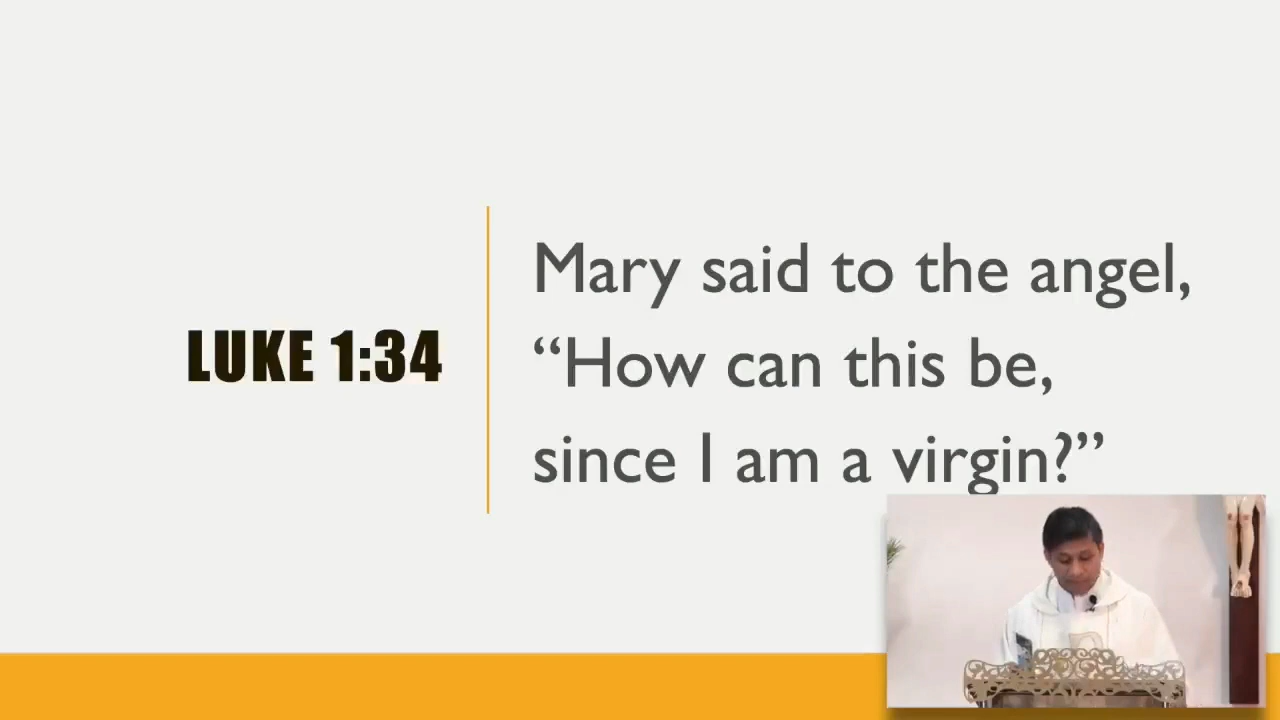 LUKE 1:34
Mary said to the angel,
“How can this be,
since I am a virgin?”